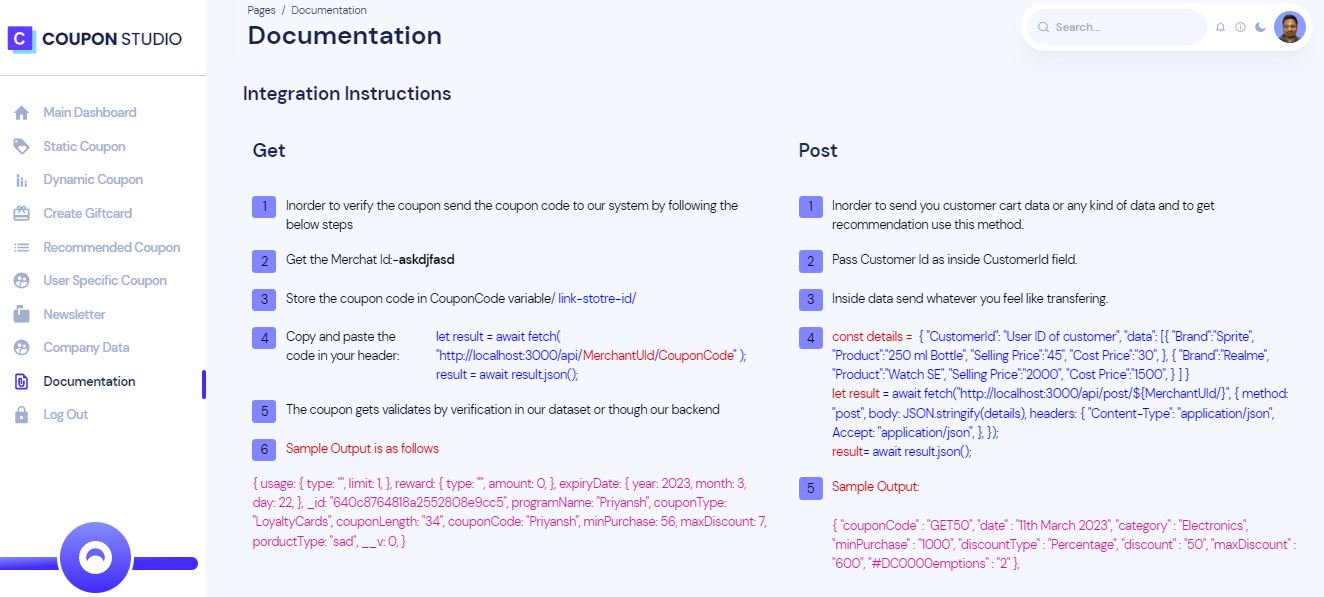 C COUPON STUDIO
Main Dashboard
Static Coupon
Dynamic Coupon
Create Giftcard
Recommended Coupon
User Specific Coupon
Newsletter
Company Data
Documentation
Log Out
Pages / Documentation
Documentation
Search...
Integration Instructions
Get
1 Inorder to verify the coupon send the coupon code to our system by following the
below steps
2 Get the Merchat Id:-askdjfasd
3 Store the coupon code in CouponCode variable/ link-stotre-id/
4 Copy and paste the
code in your header:
let result = await fetch(
"http://localhost:3000/api/MerchantUId/CouponCode" );
result = await result.json();
5 The coupon gets validates by verification in our dataset or though our backend
6 Sample Output is as follows
{ usage: { type: "", limit: 1, }, reward: { type: "", amount: 0, }, expiryDate: { year: 2023, month: 3,
day: 22, }, _id: "640c8764818a2552808e9cc5", programName: "Priyansh", couponType:
"LoyaltyCards", couponLength: "34", couponCode: "Priyansh", minPurchase: 56, maxDiscount: 7,
porductType: "sad", __v: 0, }
Post
1 Inorder to send you customer cart data or any kind of data and to get
recommendation use this method.
2 Pass Customer Id as inside CustomerId field.
3 Inside data send whatever you feel like transfering.
4 const details = { "CustomerId": "User ID of customer", "data": [{ "Brand":"Sprite",
"Product":"250 ml Bottle", "Selling Price":"45", "Cost Price":"30", }, { "Brand":"Realme",
"Product":"Watch SE", "Selling Price":"2000", "Cost Price":"1500", } ] }
let result = await fetch("http://localhost:3000/api/post/${MerchantUId/}", { method:
"post", body: JSON.stringify(details), headers: { "Content-Type": "application/json",
Accept: "application/json", }, });
result= await result.json();
5 Sample Output:
{ "couponCode" : "GET50", "date" : "11th March 2023", "category" : "Electronics",
"minPurchase" : "1000", "discountType" : "Percentage", "discount" : "50", "maxDiscount" :
"600", "#DC0000emptions" : "2" },